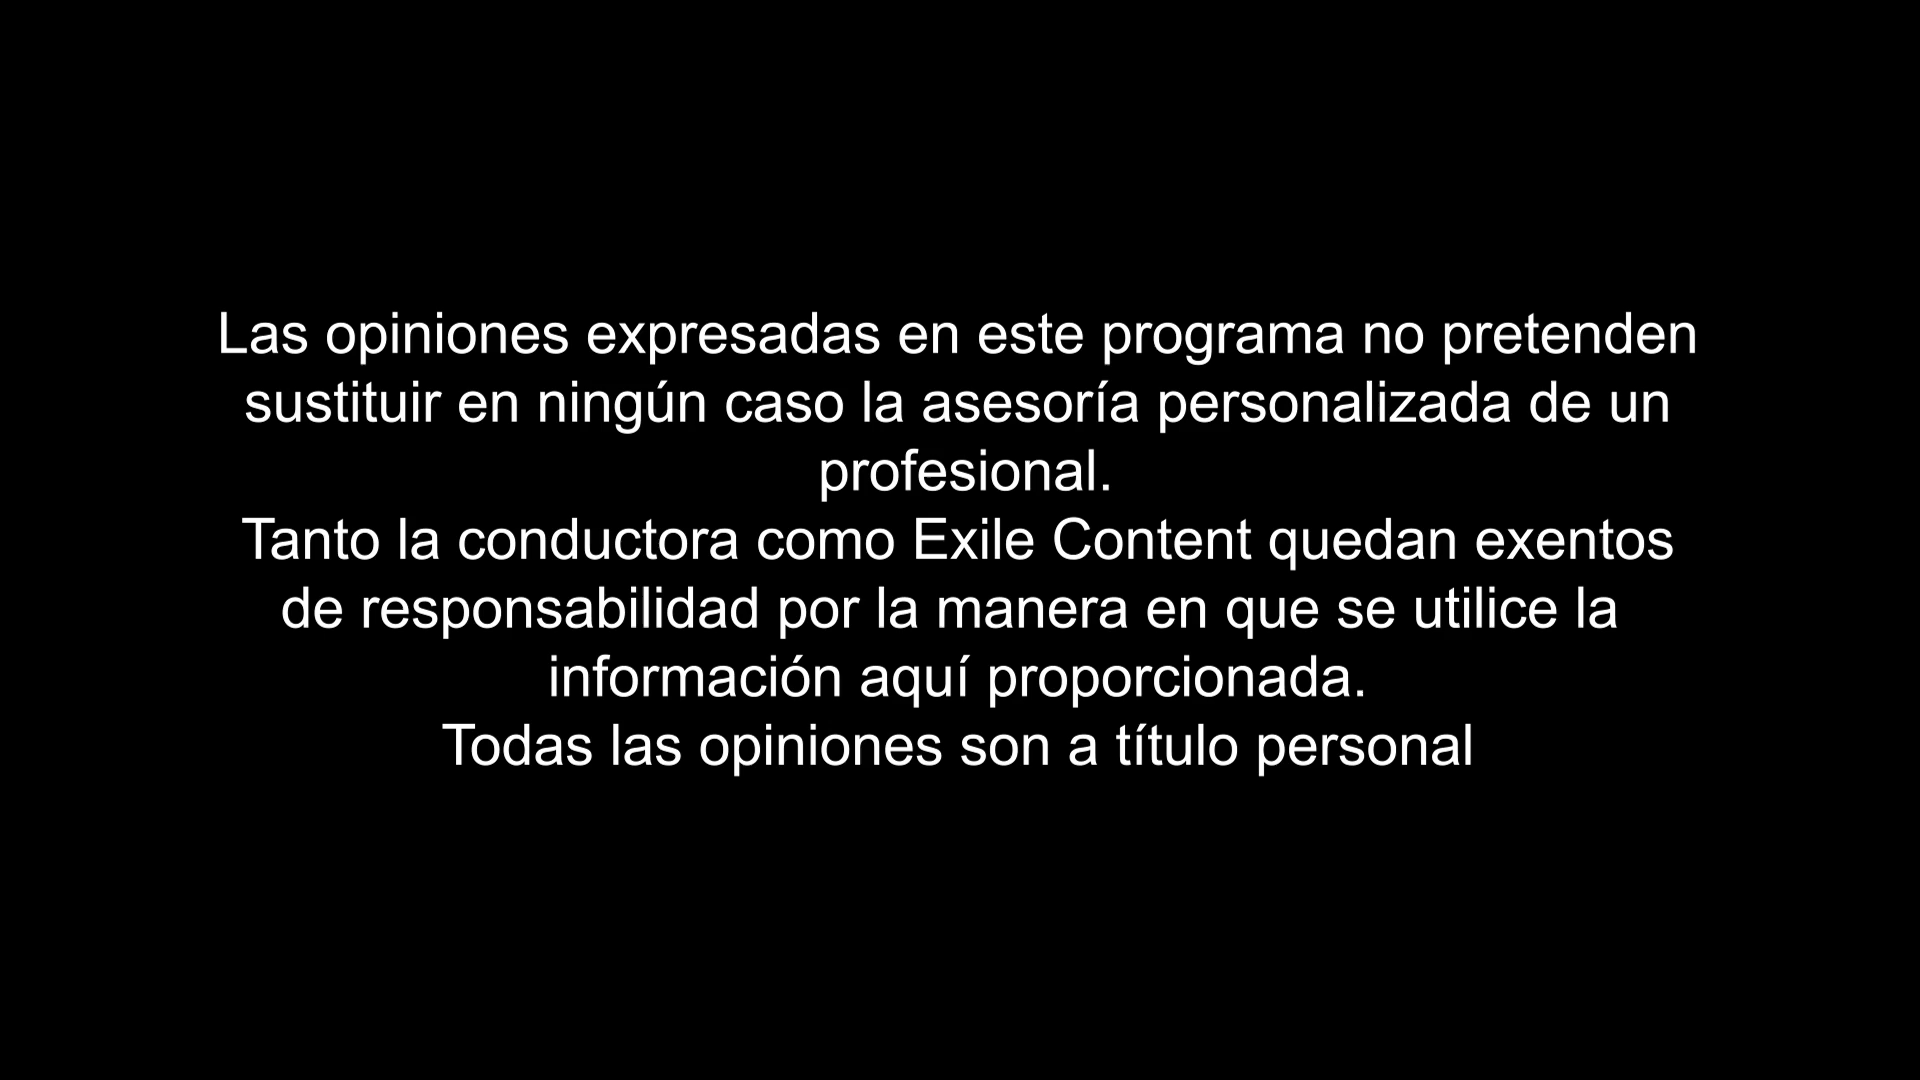 Las opiniones expresadas en este programa no pretenden
sustituir en ningún caso la asesoría personalizada de un
profesional.
Tanto la conductora como Exile Content quedan exentos
de responsabilidad por la manera en que se utilice la
información aquí proporcionada.
Todas las opiniones son a título personal